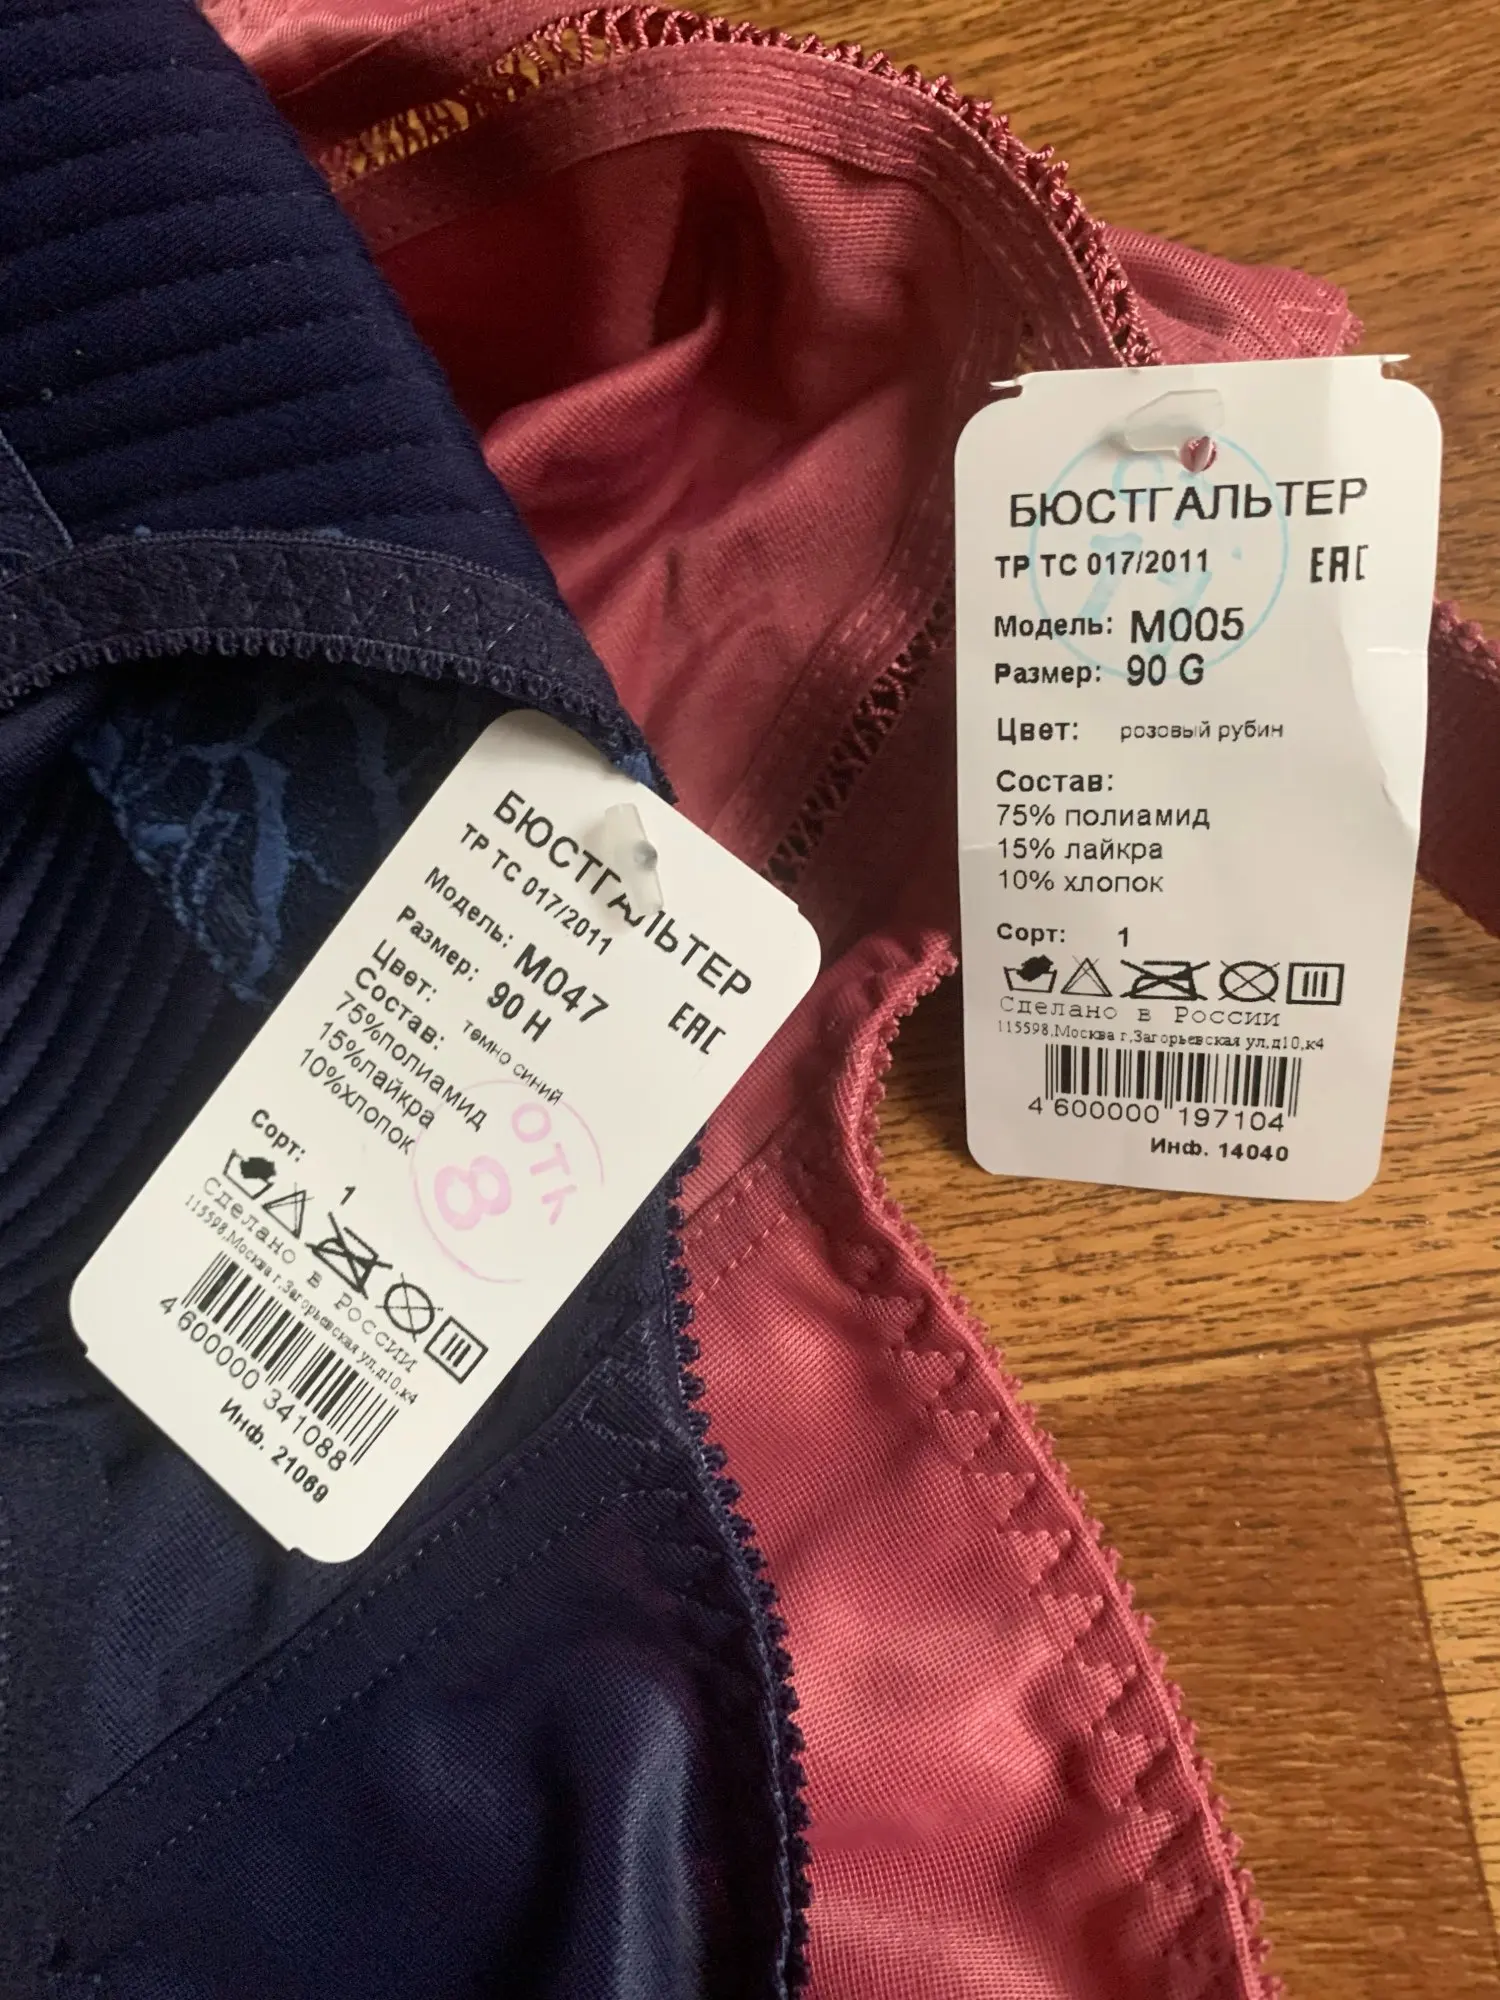 БЮСТГАЛЬТЕР
ТР ТС 017/2011
ЕАС
Модель: М005
Размер: 90 G
Цвет: розовый рубин
Состав:
75% полиамид
15% лайкра
10% хлопок
Сорт: 1
Сделано в России
115598,Москва г,Загорьевская ул,д10,к4
4 600000 197104
Инф. 14040
БЮСТГАЛЬТЕР
ТР ТС 017/2011
ЕАС
Модель: М047
Размер: 90 Н
Цвет: темно синий
Состав:
75%полиамид
15%лайкра
10%хлопок
Сорт: 1
ОТК
8
Сделано в России
115598,Москва г,Загорьевская ул,д10,к4
4 600000 341088
Инф. 21069